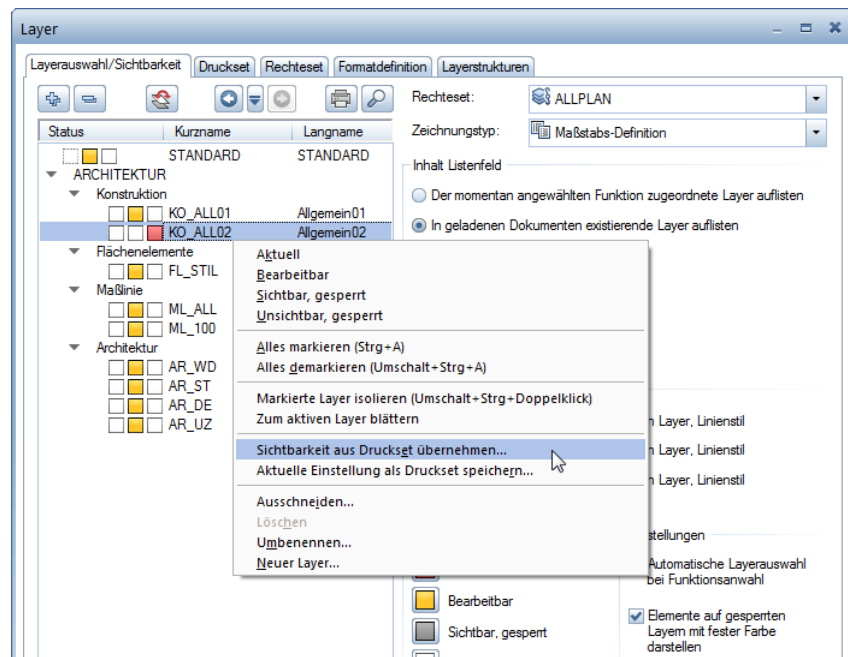 Layer
Layerauswahl/Sichtbarkeit Druckset Rechteset Formatdefinition Layerstrukturen
Status Kurzname Langname
STANDARD STANDARD
ARCHITEKTUR
Konstruktion
KO_ALL01 Allgemein01
KO_ALL02 Allgemein02
Flächenelemente
FL_STIL
Maßlinie
ML_ALL
ML_100
Architektur
AR_WD
AR_ST
AR_DE
AR_UZ
Rechteset: ALLPLAN
Zeichnungstyp: Maßstabs-Definition
Inhalt Listenfeld
Der momentan angewählten Funktion zugeordnete Layer auflisten
In geladenen Dokumenten existierende Layer auflisten
Aktuell
Bearbeitbar
Sichtbar, gesperrt
Unsichtbar, gesperrt
Alles markieren (Strg+A)
Alles demarkieren (Umschalt+Strg+A)
Markierte Layer isolieren (Umschalt+Strg+Doppelklick)
Zum aktiven Layer blättern
Sichtbarkeit aus Druckset übernehmen...
Aktuelle Einstellung als Druckset speichern...
Ausschneiden...
Löschen
Umbenennen...
Neuer Layer...
n Layer, Linienstil
n Layer, Linienstil
n Layer, Linienstil
stellungen
Automatische Layerauswahl
bei Funktionsanwahl
Elemente auf gesperrten
Layern mit fester Farbe
darstellen
Bearbeitbar
Sichtbar, gesperrt